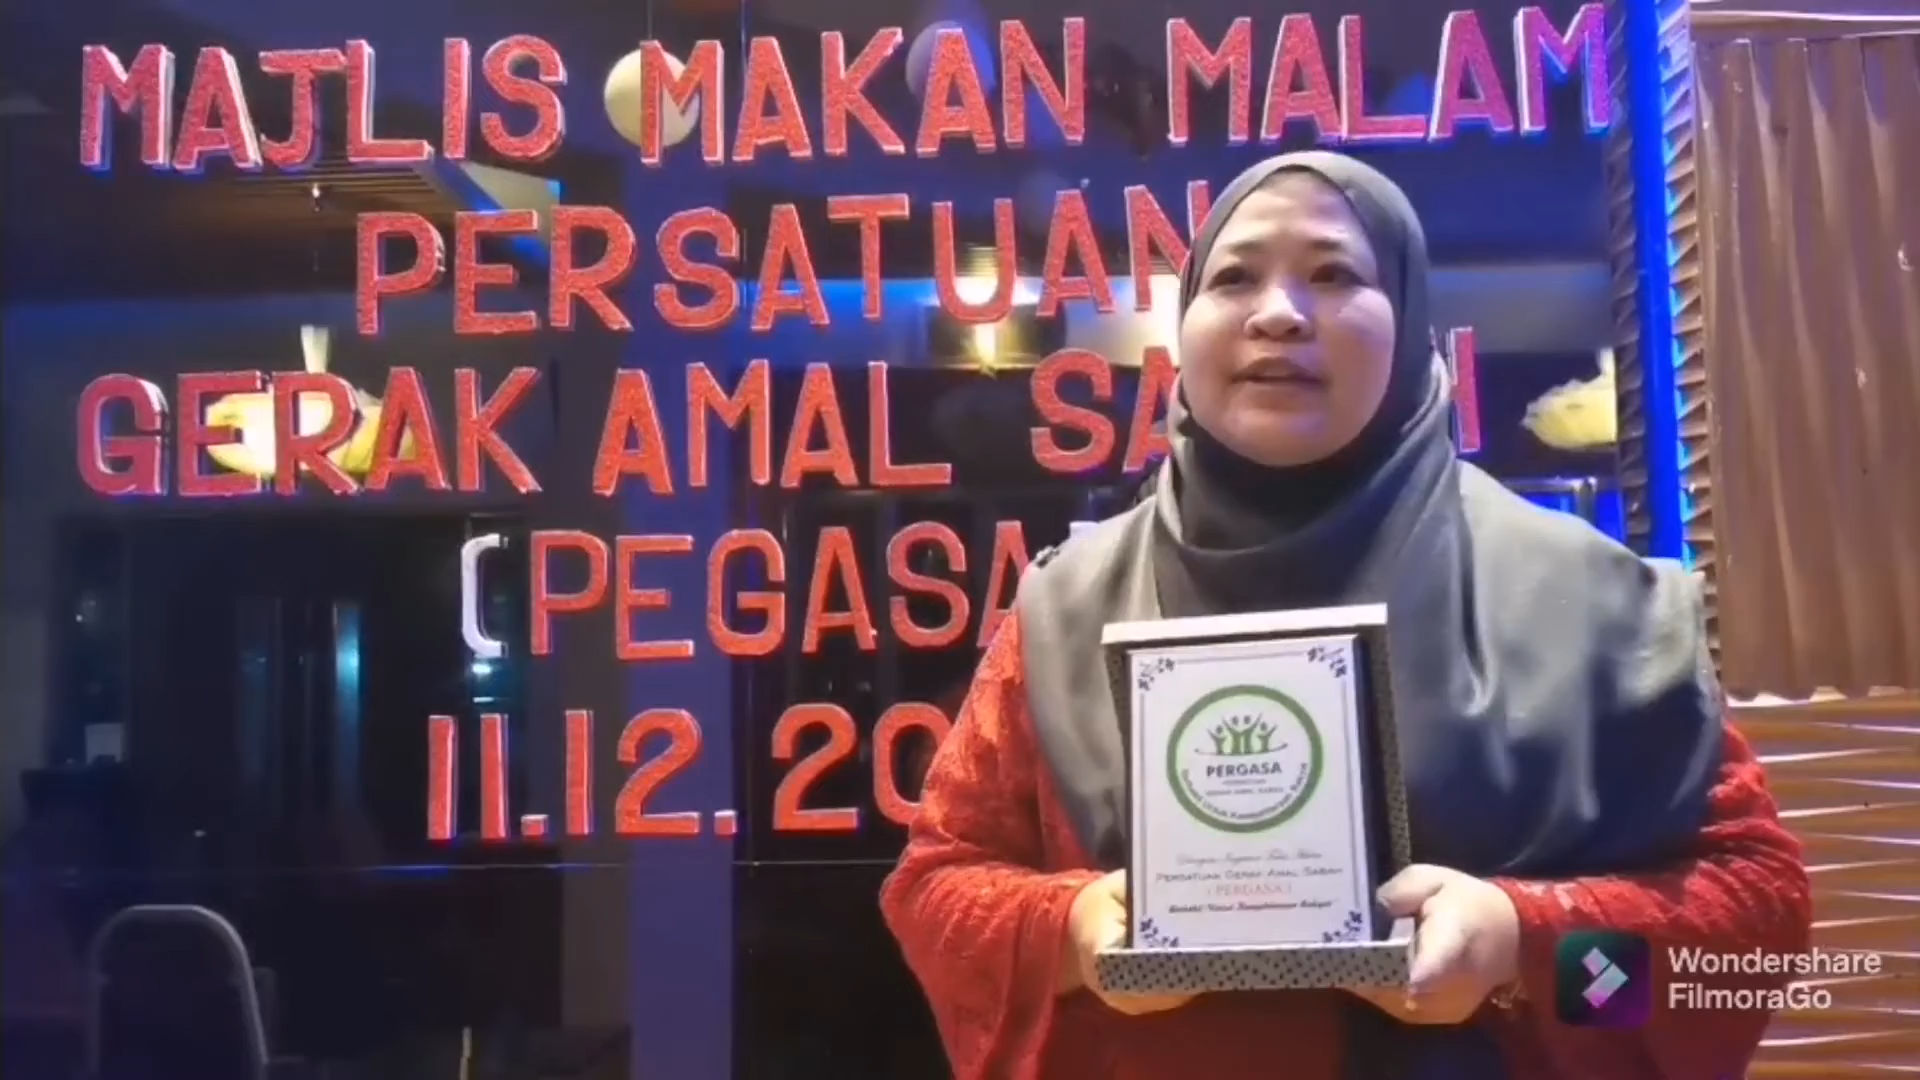 MAJLIS MAKAN MALAM
PERSATUAN
GERAK AMAL SA H
(PEGASA
11.12.20
PERGASA
PERSATUAN GERAK AMAL SABAH
(PERGASA)
Wondershare
FilmoraGo